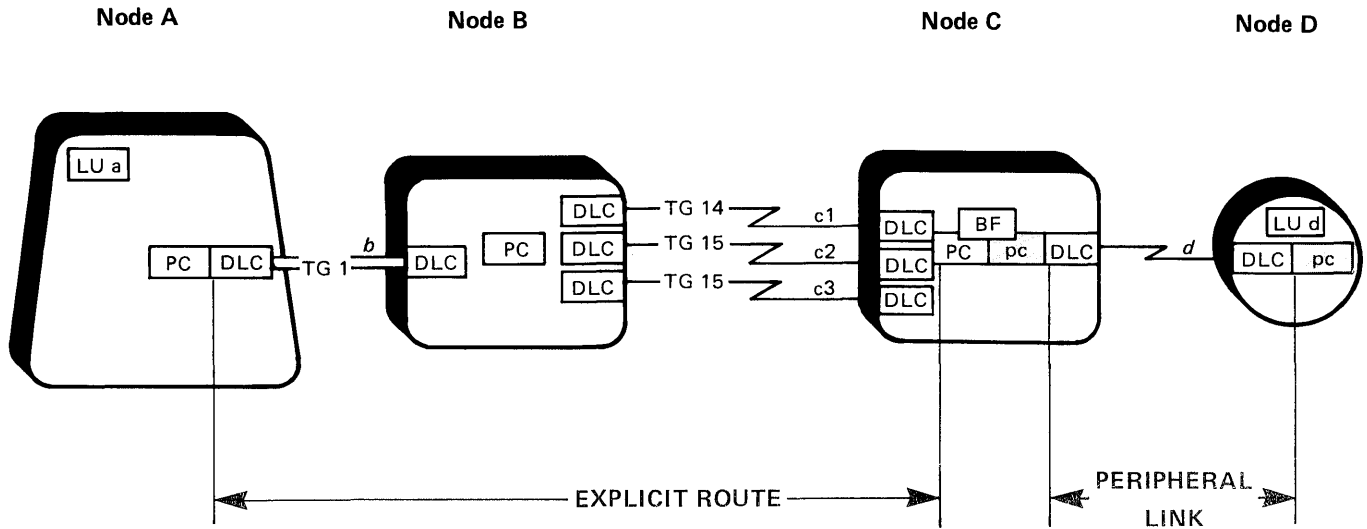 Node A
Node B
Node C
Node D
LU a
PC
DLC
TG 1
b
DLC
PC
DLC
DLC
DLC
TG 14
TG 15
TG 15
c1
c2
c3
DLC
DLC
DLC
BF
PC
pc
DLC
d
LU d
DLC
pc
EXPLICIT ROUTE
PERIPHERAL
LINK